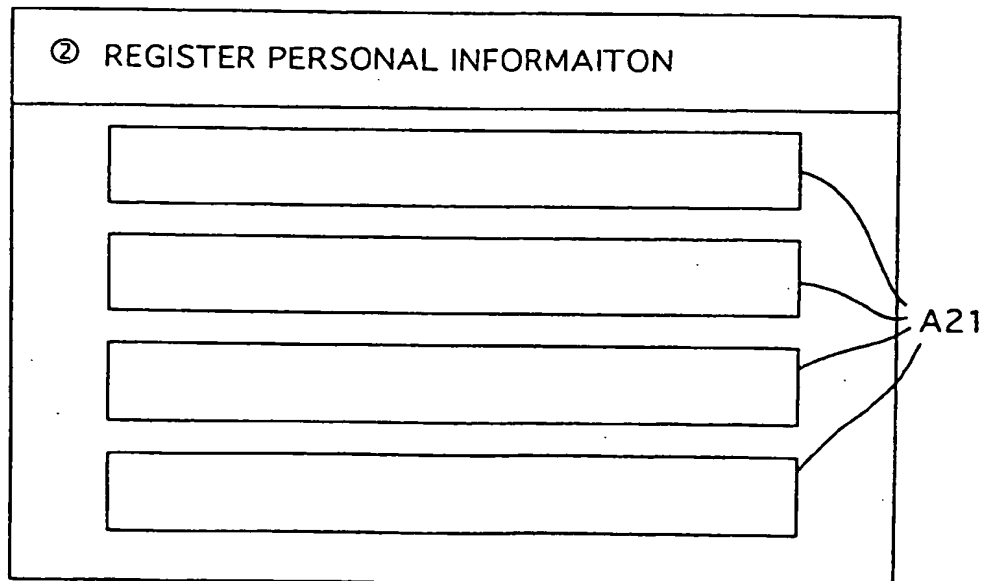 ② REGISTER PERSONAL INFORMAITON
A21